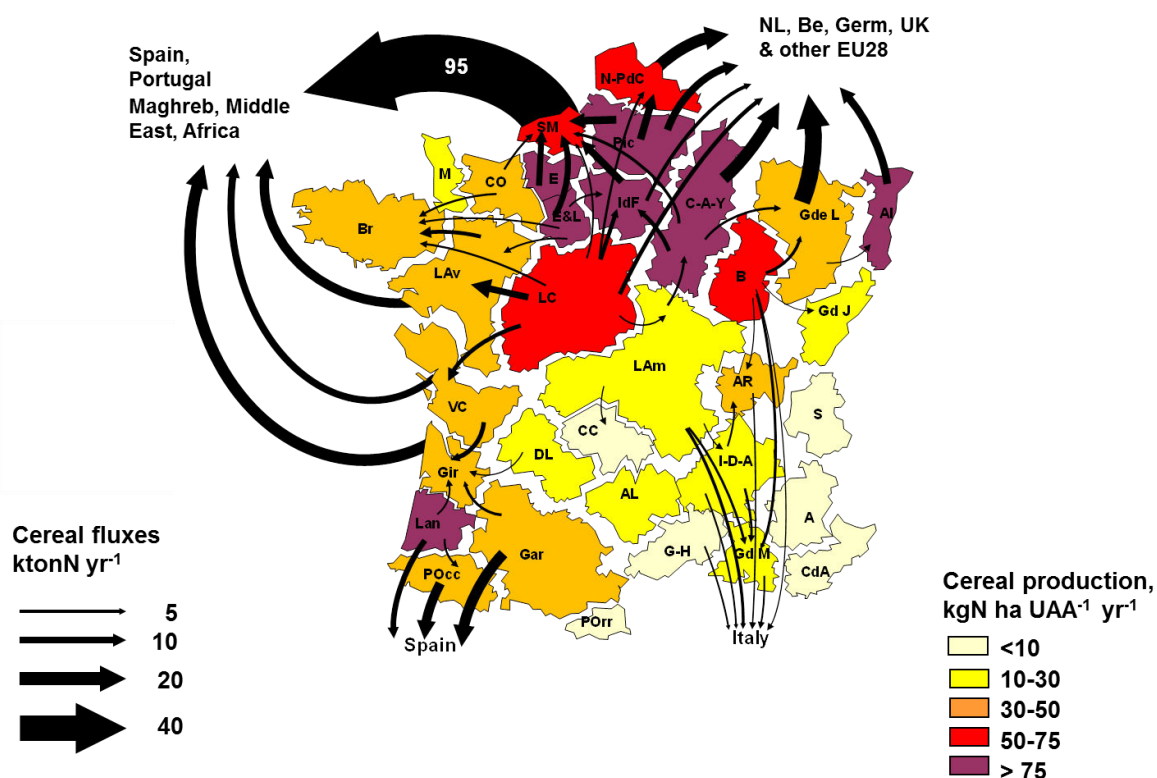 NL, Be, Germ, UK
& other EU28
Spain,
Portugal
Maghreb, Middle
East, Africa
95
N-PdC
SM
Pic
M
CO
E
E&L
IdF
C-A-Y
Gde L
Al
Br
LAv
LC
B
Gd J
LAm
AR
VC
CC
S
DL
I-D-A
Gir
AL
Lan
Gar
G-H
Gd M
A
POcc
CdA
POrr
Spain
Italy
Cereal fluxes
ktonN yr-1
5
10
20
40
Cereal production,
kgN ha UAA-1 yr-1
<10
10-30
30-50
50-75
> 75